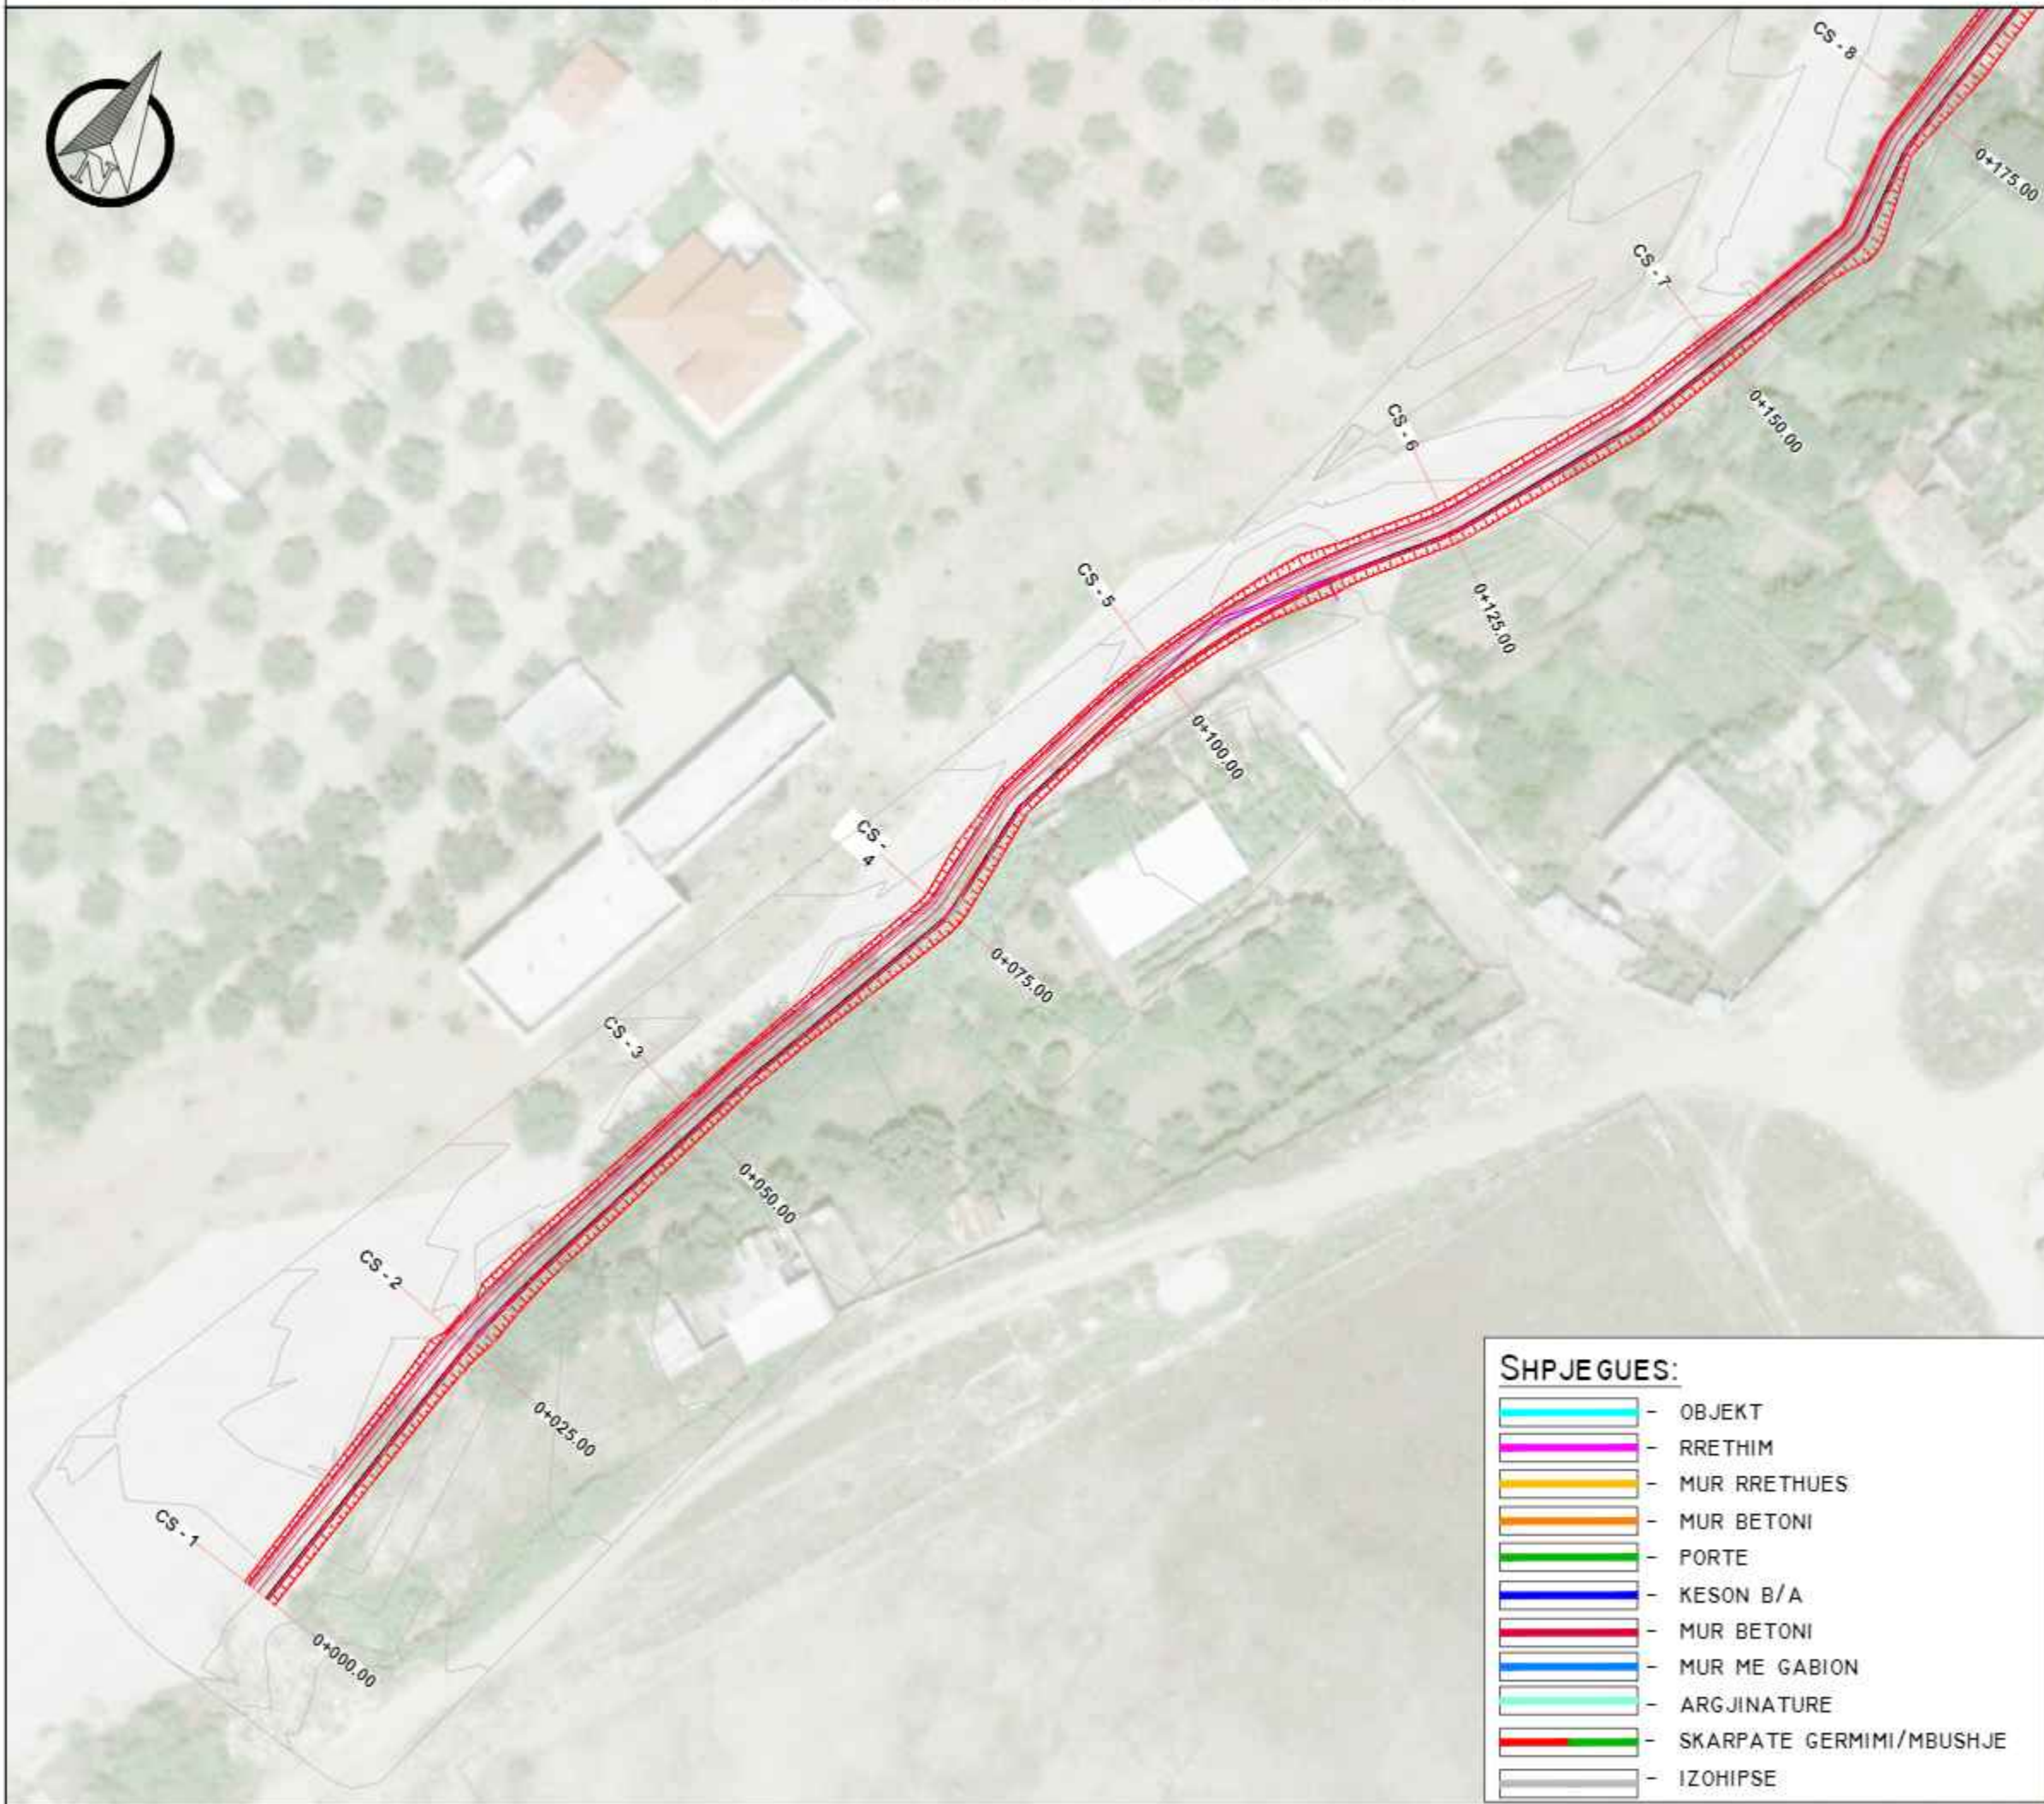 N
CS - 8
0+175.00
CS - 7
0+150.00
CS - 6
0+125.00
CS - 5
0+100.00
CS -
4
0+075.00
CS - 3
0+050.00
CS - 2
0+025.00
CS - 1
0+000.00
SHPJEGUES:
- OBJEKT
- RRETHIM
- MUR RRETHUES
- MUR BETONI
- PORTE
- KESON B/A
- MUR BETONI
- MUR ME GABION
- ARGJINATURE
- SKARPATE GERMIMI/MBUSHJE
- IZOHIPSE